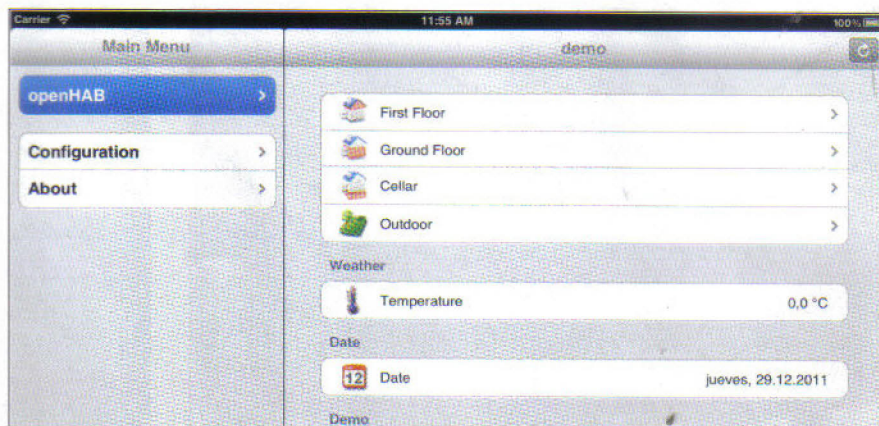 Carrier 11:55 AM 100%
Main Menu
demo
openHAB
Configuration
About
First Floor
Ground Floor
Cellar
Outdoor
Weather
Temperature 0,0 °C
Date
12 Date jueves, 29.12.2011
Demo